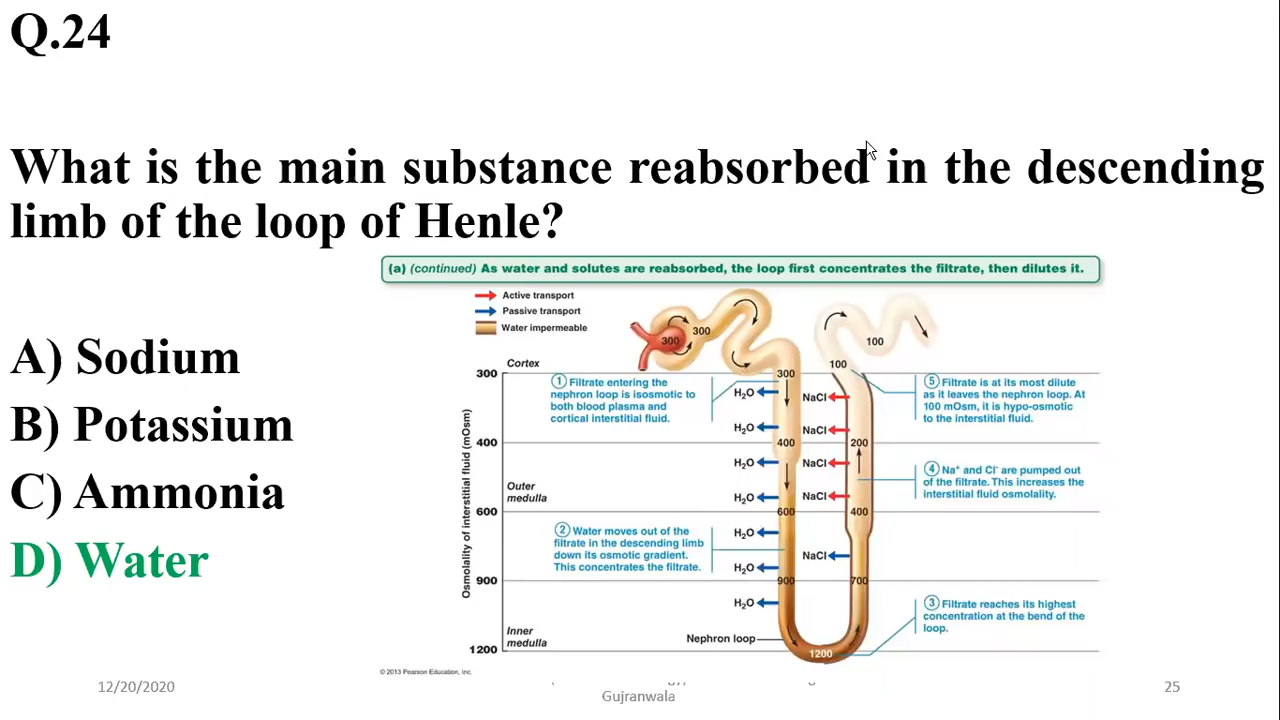 Q.24
What is the main substance reabsorbed in the descending
limb of the loop of Henle?
(a) (continued) As water and solutes are reabsorbed, the loop first concentrates the filtrate, then dilutes it.
Active transport
Passive transport
Water impermeable
A) Sodium
B) Potassium
C) Ammonia
D) Water
Osmolality of interstitial fluid (mOsm)
300
400
600
900
1200
Cortex
Outer
medulla
Inner
medulla
① Filtrate entering the
nephron loop is isosmotic to
both blood plasma and
cortical interstitial fluid.
② Water moves out of the
filtrate in the descending limb
down its osmotic gradient.
This concentrates the filtrate.
Nephron loop
300
300
300
400
600
900
1200
H₂O
H₂O
H₂O
H₂O
H₂O
H₂O
H₂O
NaCl
NaCl
NaCl
NaCl
NaCl
100
100
200
400
700
⑤ Filtrate is at its most dilute
as it leaves the nephron loop. At
100 mOsm, it is hypo-osmotic
to the interstitial fluid.
④ Na⁺ and Cl⁻ are pumped out
of the filtrate. This increases the
interstitial fluid osmolality.
③ Filtrate reaches its highest
concentration at the bend of the
loop.
© 2013 Pearson Education, Inc.
12/20/2020
Gujranwala
25